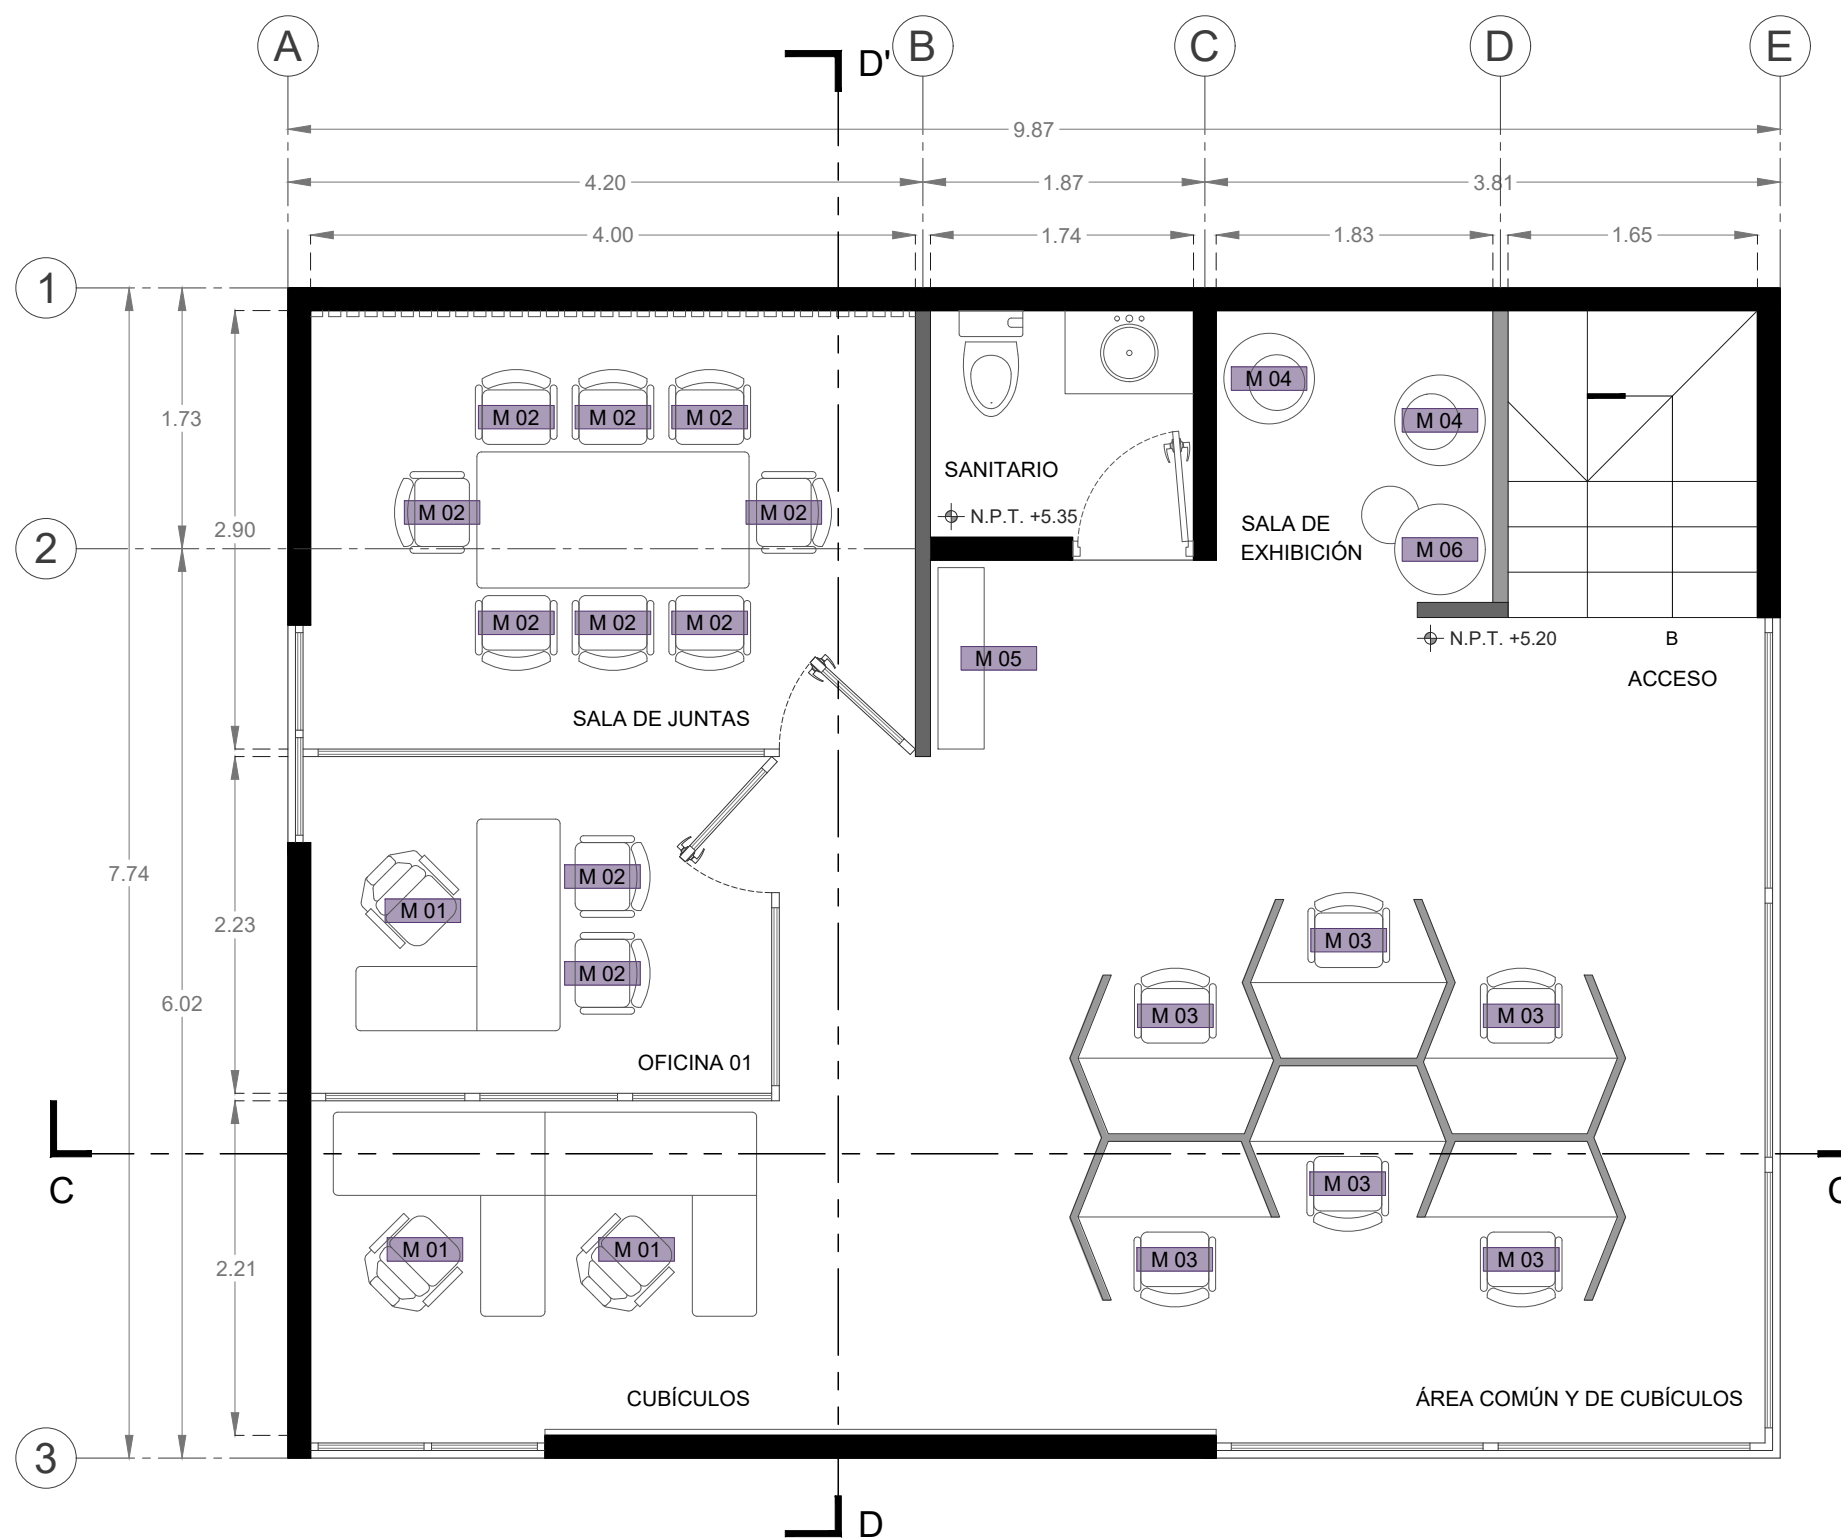 A
B
C
D
E
D'
9.87
4.20
1.87
3.81
4.00
1.74
1.83
1.65
1
M 04
M 02
M 02
M 02
M 04
1.73
SANITARIO
M 02
M 02
N.P.T. +5.35
2.90
SALA DE
EXHIBICIÓN
2
M 06
M 02
M 02
M 02
N.P.T. +5.20
B
M 05
ACCESO
SALA DE JUNTAS
7.74
M 02
M 01
2.23
M 03
M 02
6.02
M 03
M 03
OFICINA 01
C
M 03
M 01
M 01
2.21
M 03
M 03
CUBÍCULOS
ÁREA COMÚN Y DE CUBÍCULOS
3
D